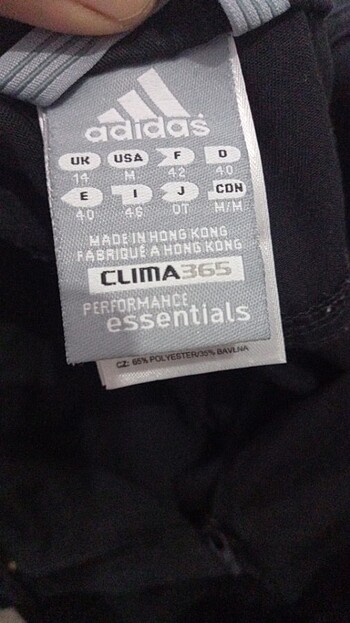 adidas
UK USA F D
14 M 42 40
E I J CDN
40 46 OT M/M
MADE IN HONG KONG
FABRIQUÉ A HONG KONG
CLIMA365
PERFORMANCE
essentials
CZ: 65% POLYESTER/35% BAVLNA